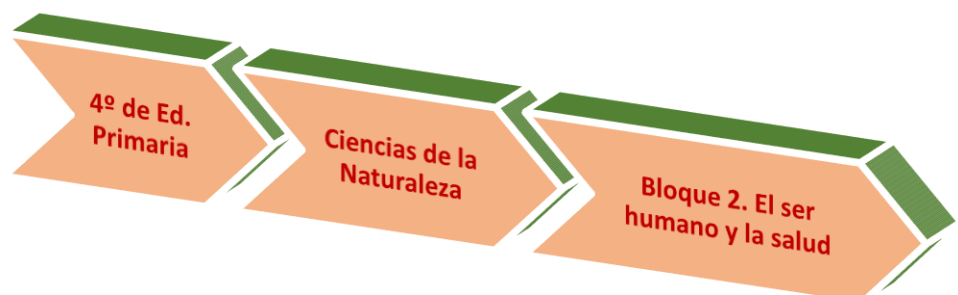 4º de Ed.
Primaria
Ciencias de la
Naturaleza
Bloque 2. El ser
humano y la salud